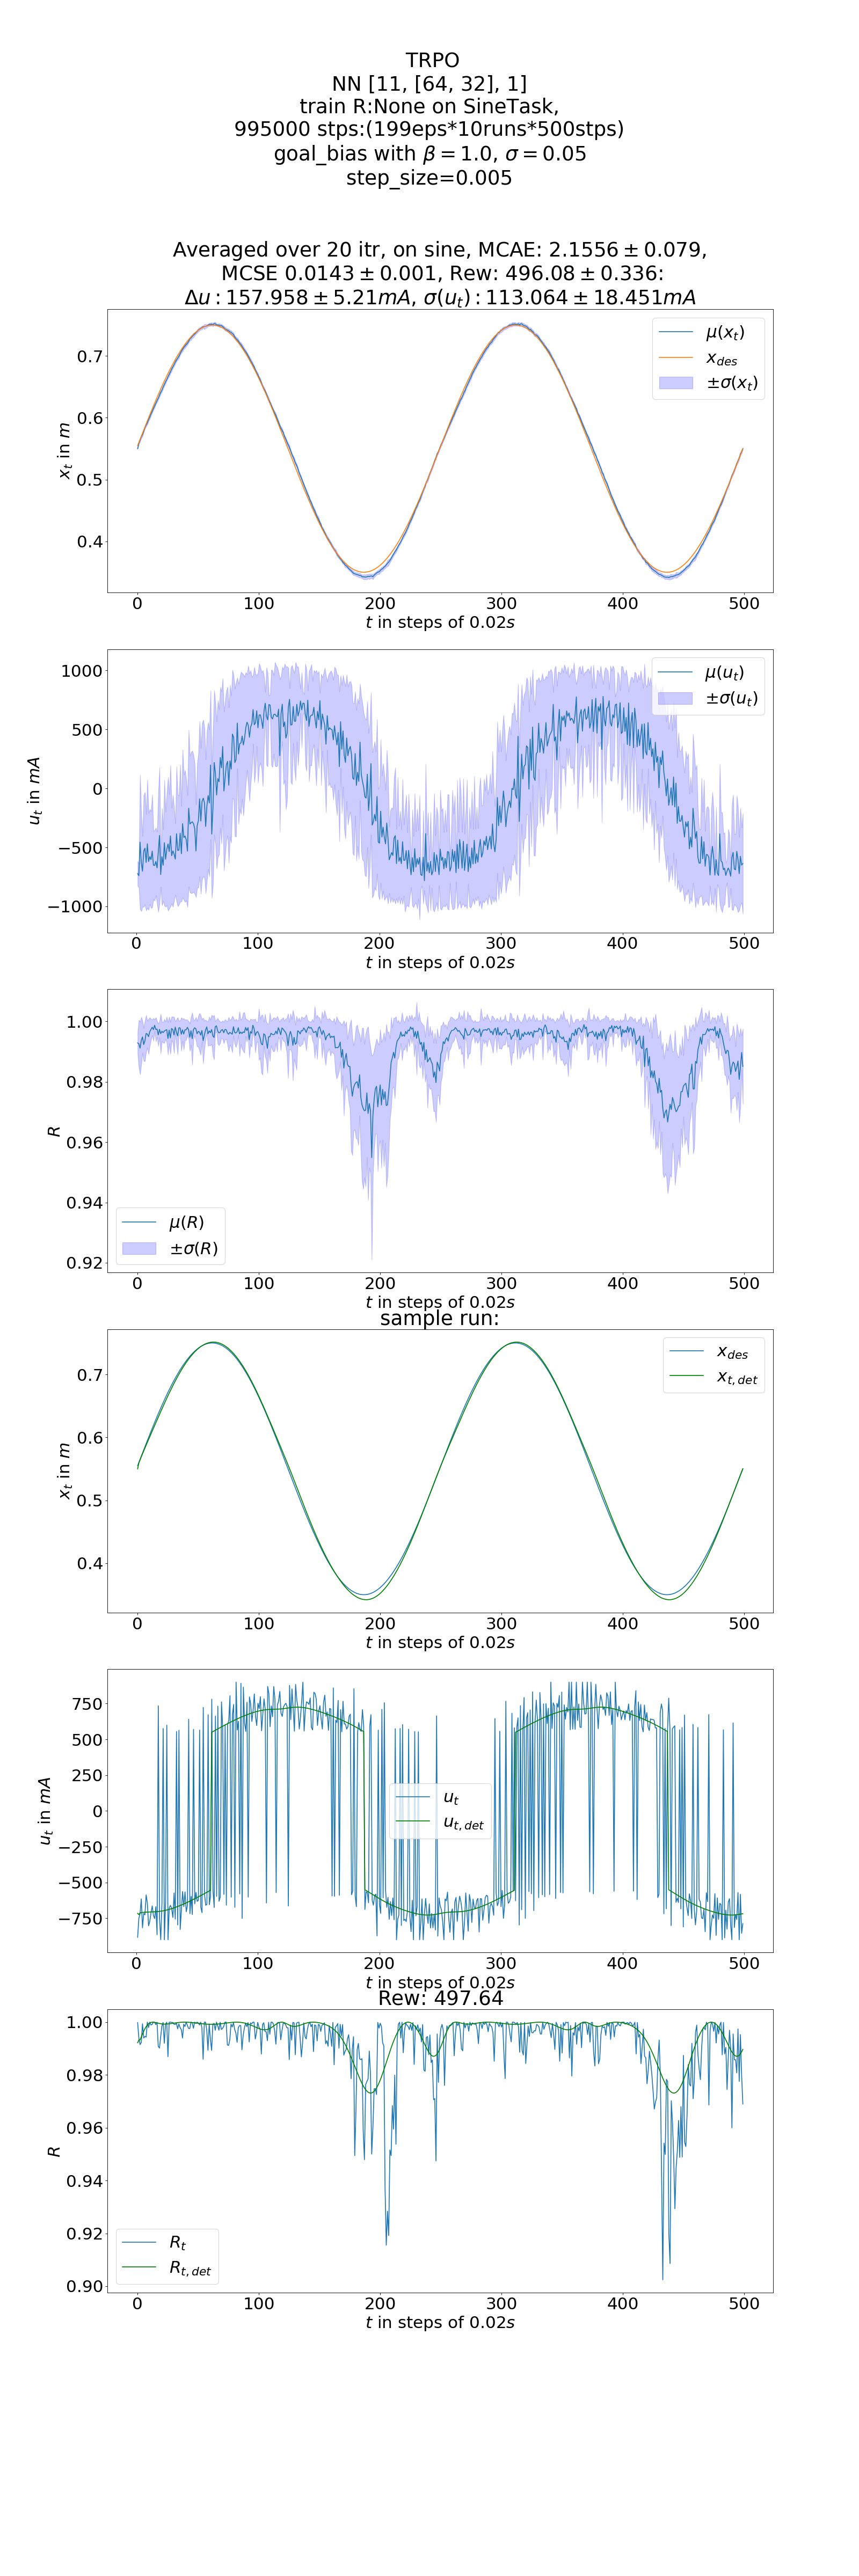 TRPO
NN [11, [64, 32], 1]
train R:None on SineTask,
995000 stps:(199eps*10runs*500stps)
goal_bias with β = 1.0, σ = 0.05
step_size=0.005
Averaged over 20 itr, on sine, MCAE: 2.1556 ± 0.079,
MCSE 0.0143 ± 0.001, Rew: 496.08 ± 0.336:
Δu : 157.958 ± 5.21mA, σ(u_t) : 113.064 ± 18.451mA
μ(x_t)
x_des
±σ(x_t)
0.7
0.6
0.5
0.4
x_t in m
0 100 200 300 400 500
t in steps of 0.02s
μ(u_t)
±σ(u_t)
1000
500
0
−500
−1000
u_t in mA
0 100 200 300 400 500
t in steps of 0.02s
1.00
0.98
0.96
0.94
0.92
R
μ(R)
±σ(R)
0 100 200 300 400 500
t in steps of 0.02s
sample run:
x_des
x_t,det
0.7
0.6
0.5
0.4
x_t in m
0 100 200 300 400 500
t in steps of 0.02s
750
500
250
0
−250
−500
−750
u_t in mA
u_t
u_t,det
0 100 200 300 400 500
t in steps of 0.02s
Rew: 497.64
1.00
0.98
0.96
0.94
0.92
0.90
R
R_t
R_t,det
0 100 200 300 400 500
t in steps of 0.02s